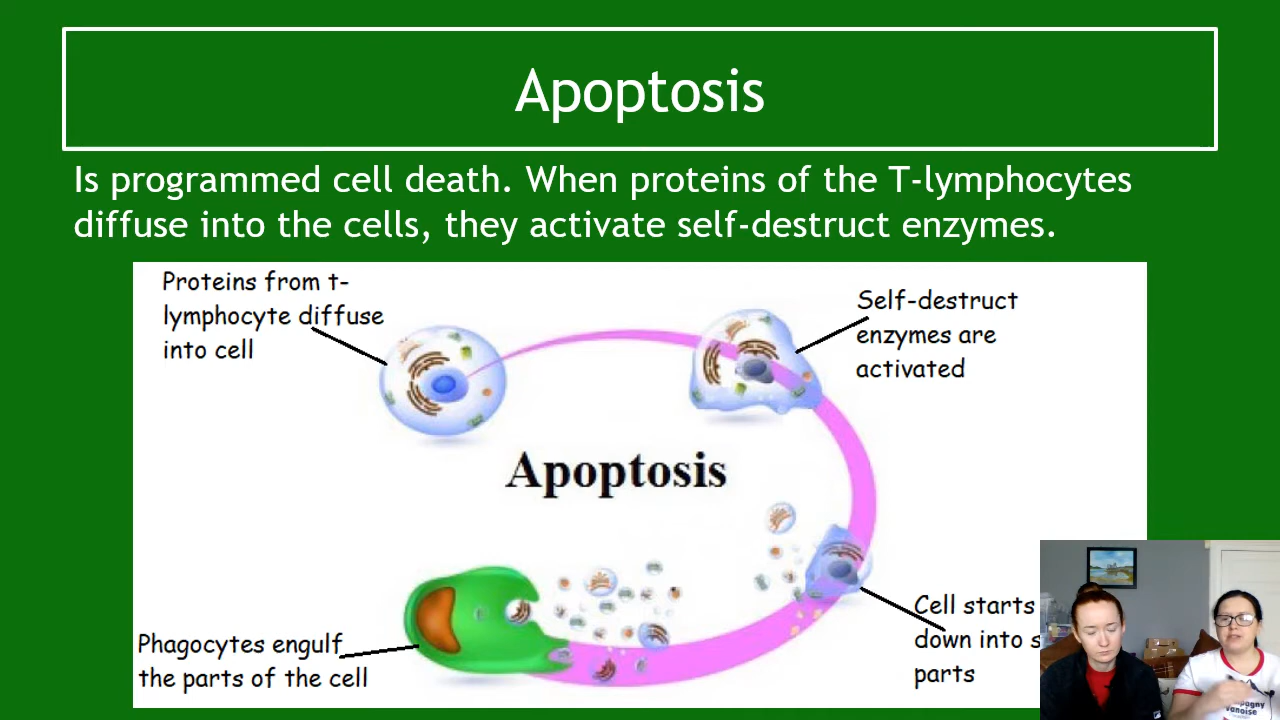 Apoptosis
Is programmed cell death. When proteins of the T-lymphocytes
diffuse into the cells, they activate self-destruct enzymes.
Proteins from t-
lymphocyte diffuse
into cell
Self-destruct
enzymes are
activated
Apoptosis
Cell starts
down into
parts
Phagocytes engulf
the parts of the cell
Vanoise